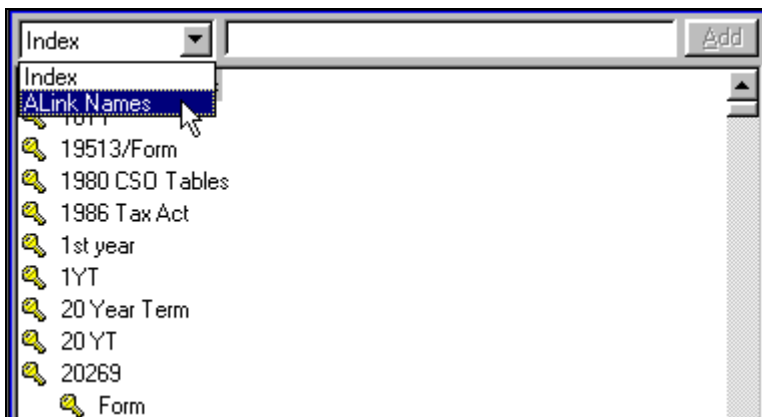 Index
Add
Index
ALink Names
19513/Form
1980 CSO Tables
1986 Tax Act
1st year
1YT
20 Year Term
20 YT
20269
Form